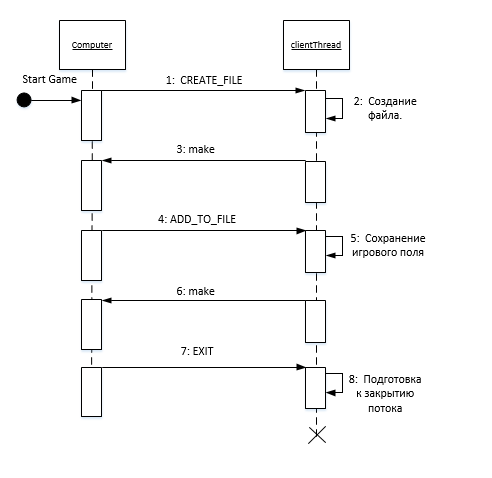 Computer
clientThread
Start Game
1: CREATE_FILE
2: Создание
файла.
3: make
4: ADD_TO_FILE
5: Сохранение
игрового поля
6: make
7: EXIT
8: Подготовка
к закрытию
потока